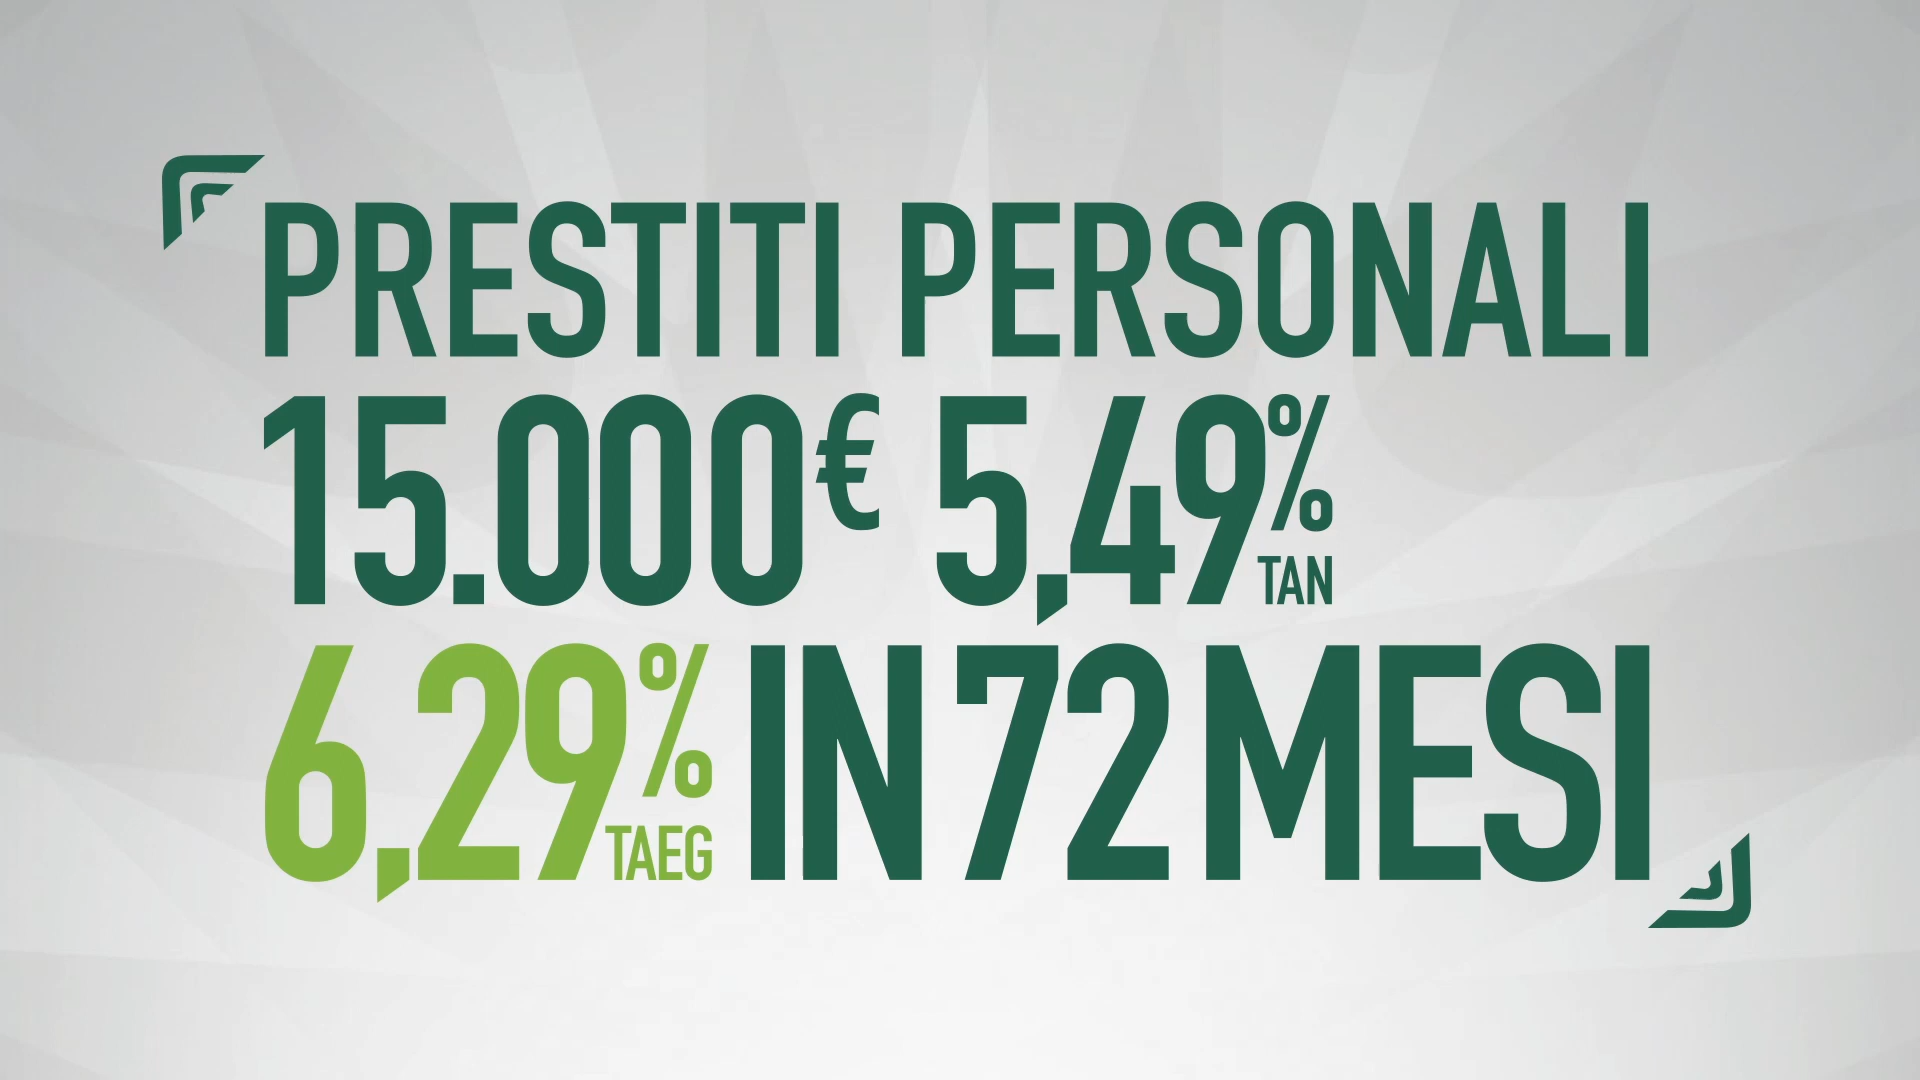 PRESTITI PERSONALI
15.000€ 5,49% TAN
6,29% TAEG IN 72 MESI